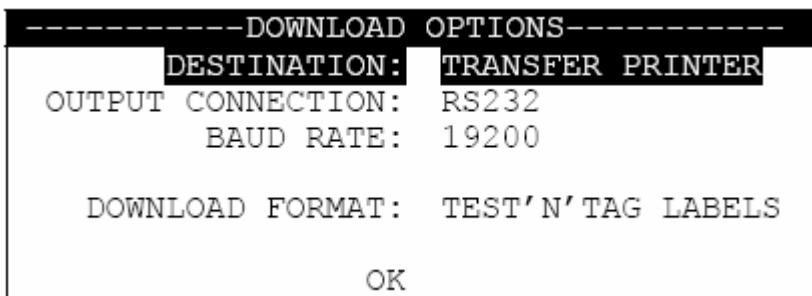 -----------DOWNLOAD OPTIONS-----------
DESTINATION: TRANSFER PRINTER
OUTPUT CONNECTION: RS232
BAUD RATE: 19200
DOWNLOAD FORMAT: TEST'N'TAG LABELS
OK